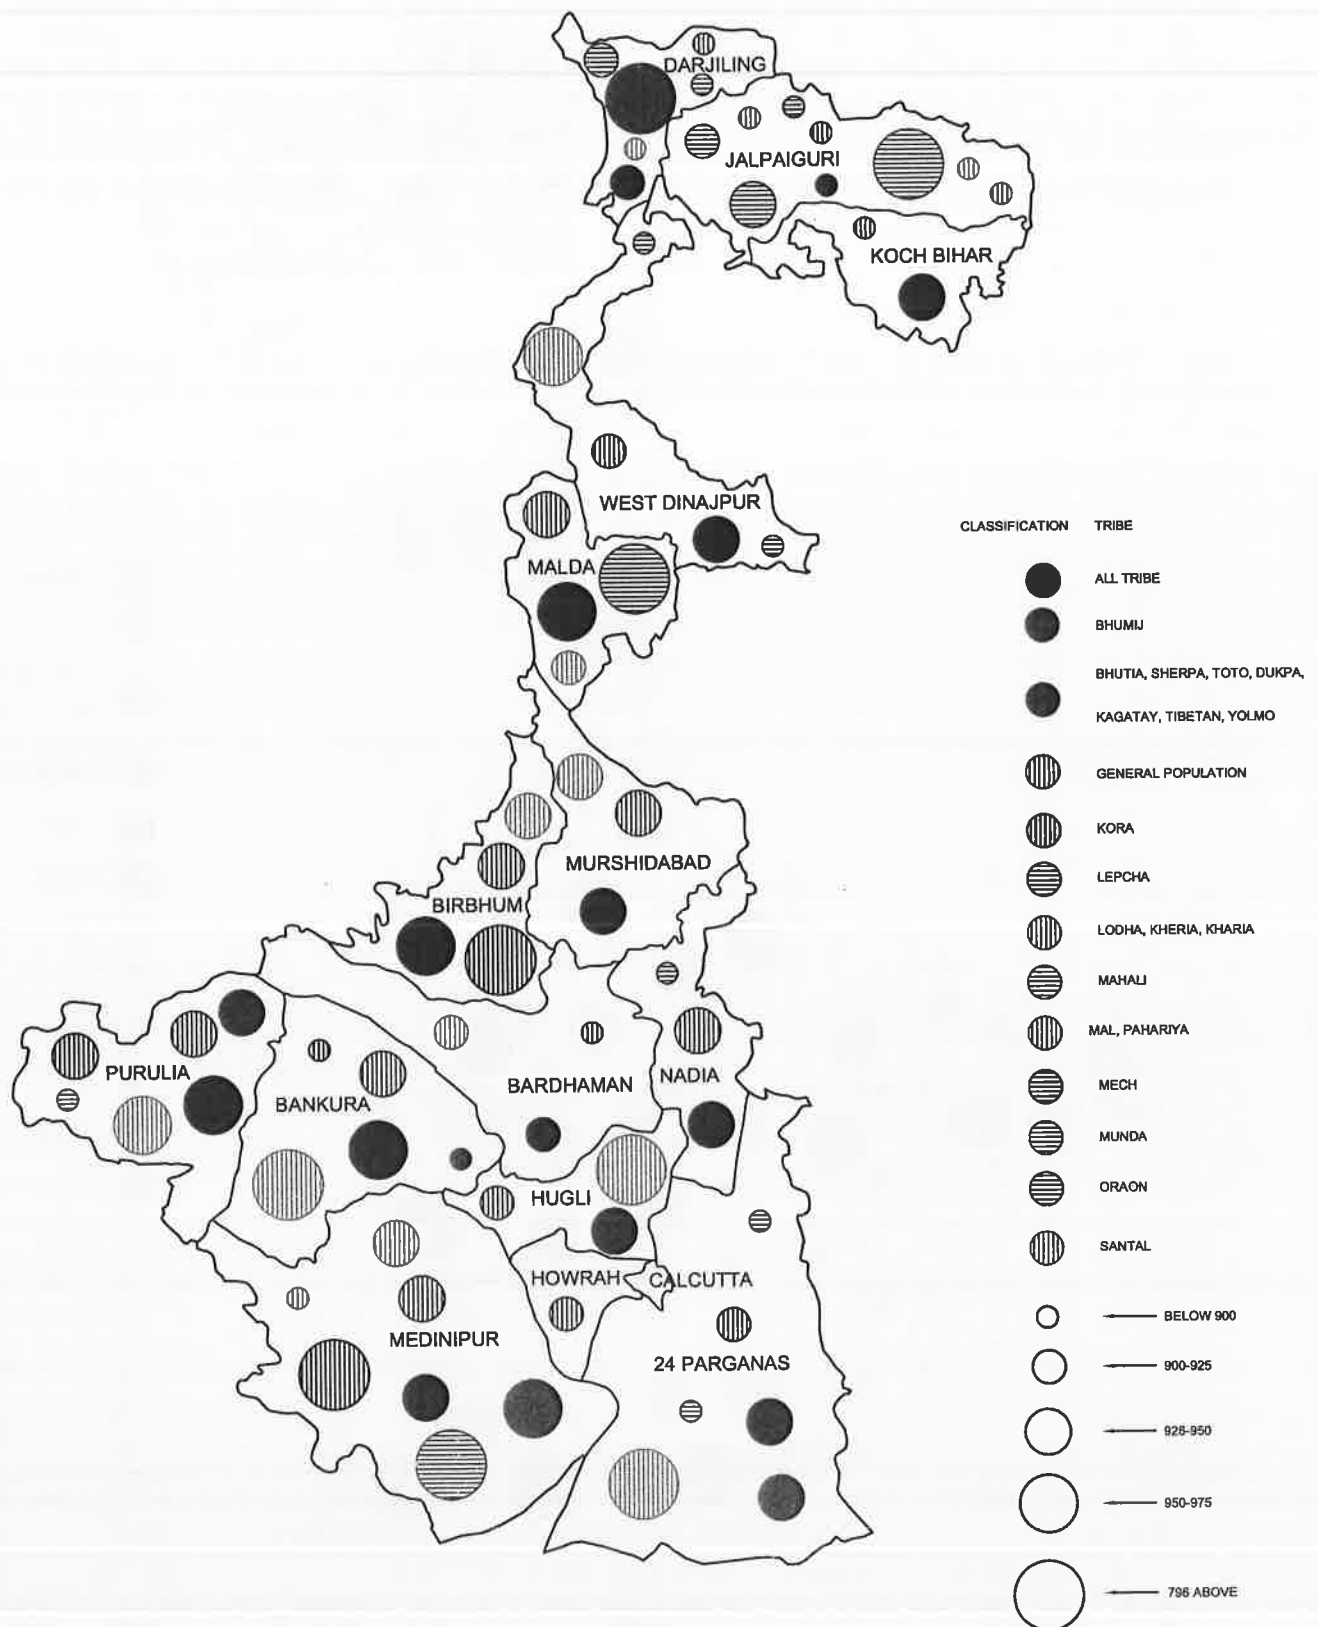 DARJILING
JALPAIGURI
KOCH BIHAR
WEST DINAJPUR
MALDA
MURSHIDABAD
BIRBHUM
PURULIA
BANKURA
BARDHAMAN
NADIA
HUGLI
HOWRAH
CALCUTTA
MEDINIPUR
24 PARGANAS
CLASSIFICATION TRIBE
ALL TRIBE
BHUMIJ
BHUTIA, SHERPA, TOTO, DUKPA,
KAGATAY, TIBETAN, YOLMO
GENERAL POPULATION
KORA
LEPCHA
LODHA, KHERIA, KHARIA
MAHALI
MAL, PAHARIYA
MECH
MUNDA
ORAON
SANTAL
BELOW 900
900-925
926-950
950-975
796 ABOVE